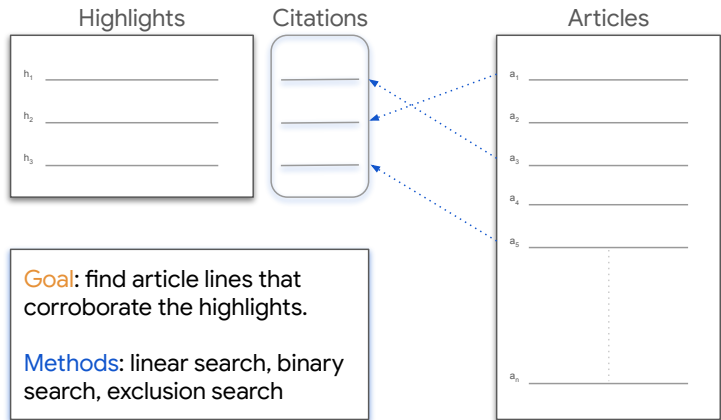 Highlights
Citations
Articles
h1
h2
h3
a1
a2
a3
a4
a5
an
Goal: find article lines that
corroborate the highlights.
Methods: linear search, binary
search, exclusion search